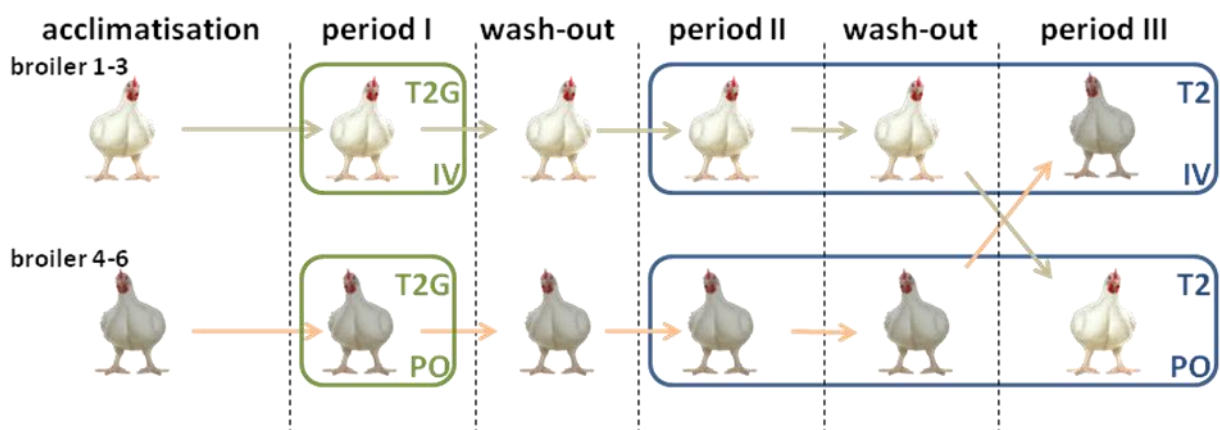 acclimatisation period I wash-out period II wash-out period III
broiler 1-3
T2G T2
IV IV
broiler 4-6
T2G T2
PO PO